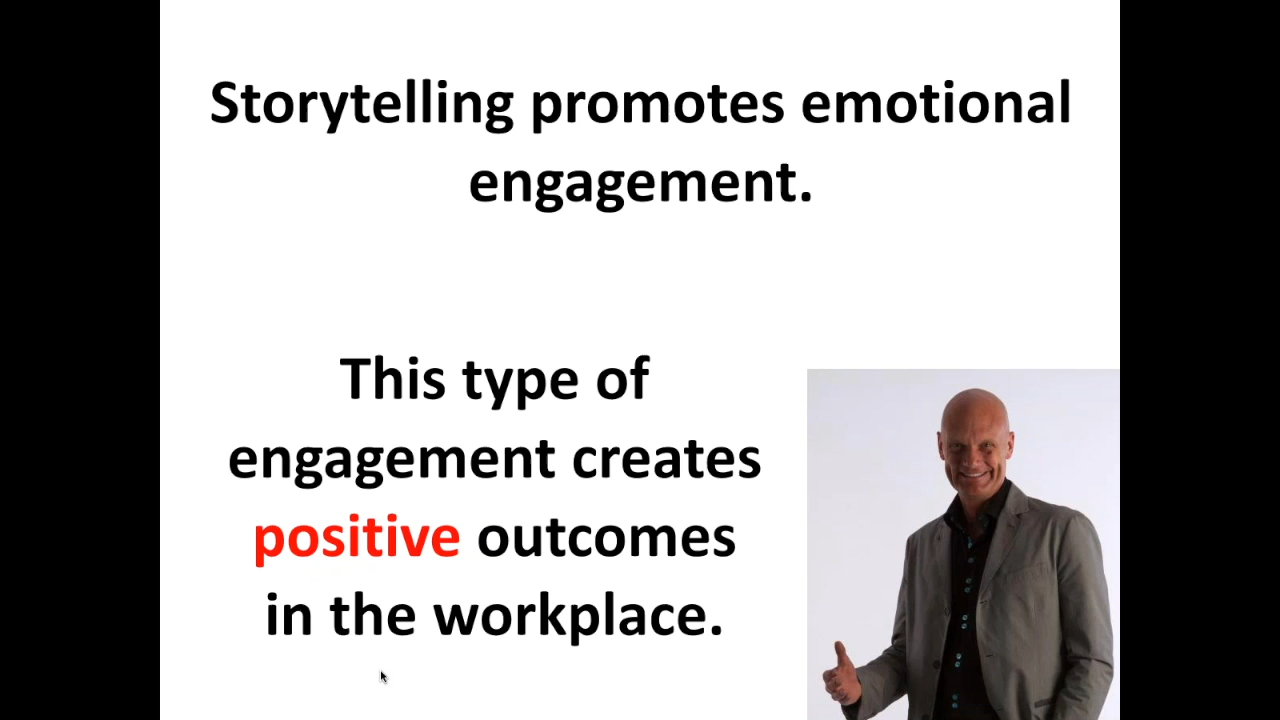 Storytelling promotes emotional
engagement.
This type of
engagement creates
positive outcomes
in the workplace.